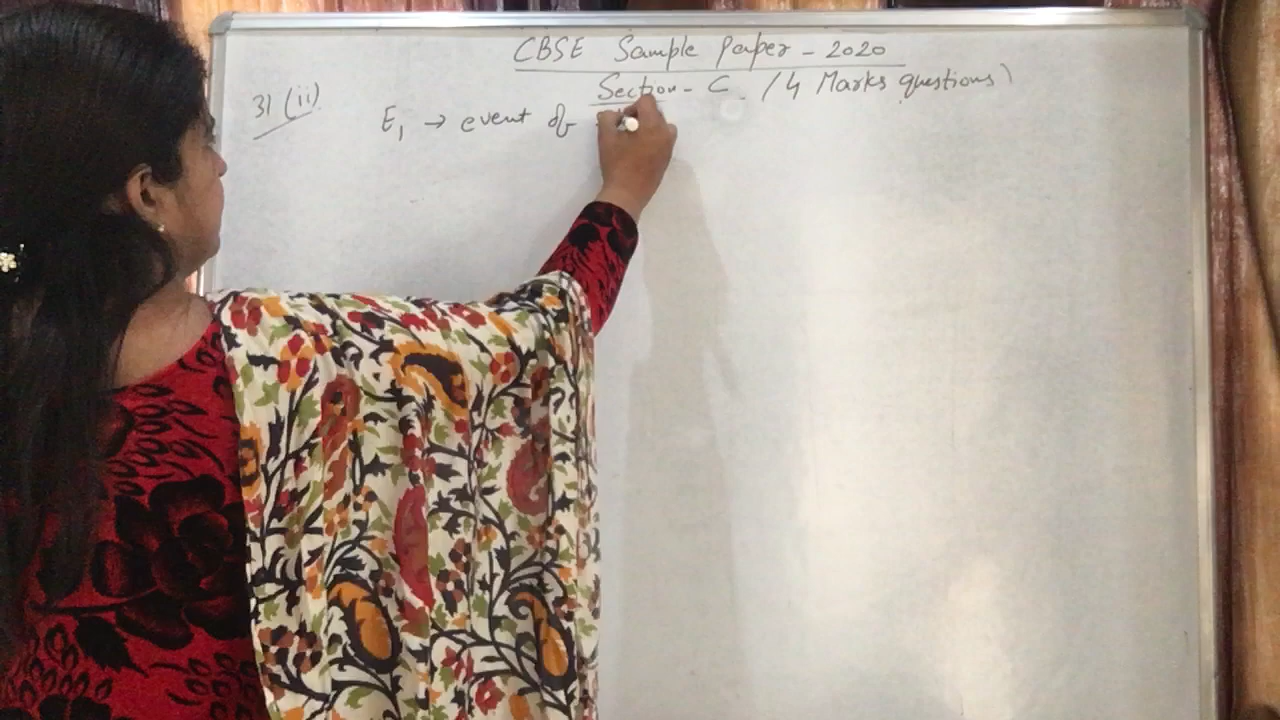 CBSE Sample Paper - 2020
Section - C (4 Marks questions)
31 (ii)
E₁ → event of